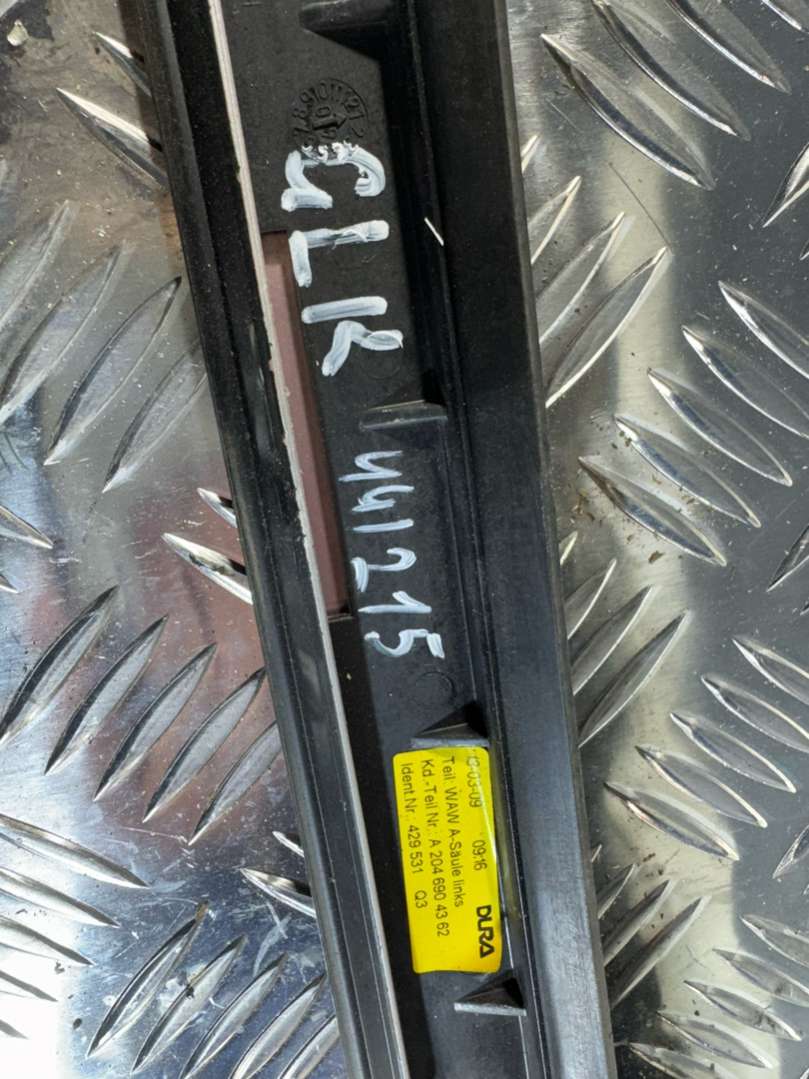 GLK
441215
13-03-09 09:16
DURA
Teil: WAW A-Säule links
Kd.-Teil Nr.: A 204 690 43 62
Ident.Nr.: 429 531 Q3